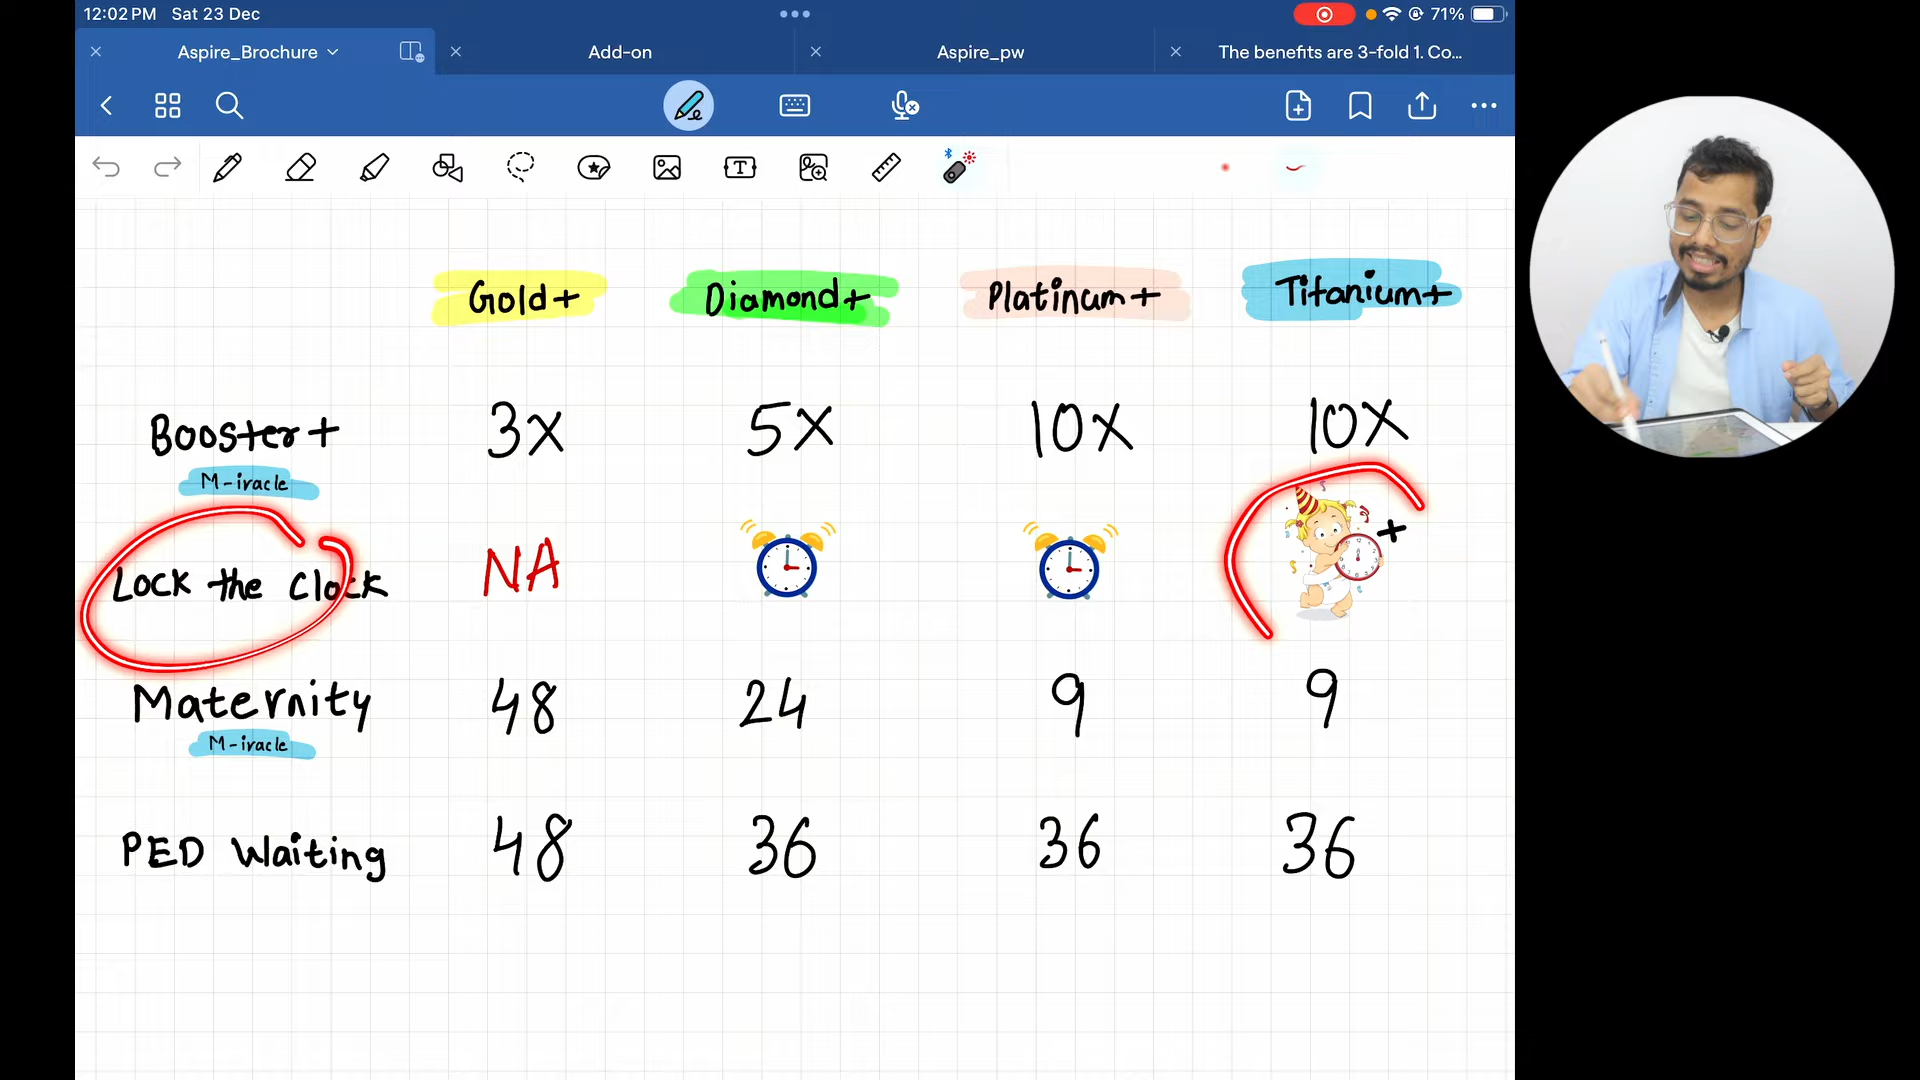 12:02 PM Sat 23 Dec 71%
Aspire_Brochure Add-on Aspire_pw The benefits are 3-fold 1. Co...
Gold+ Diamond+ Platinum+ Titanium+
Booster+ 3X 5X 10X 10X
M-iracle
Lock the Clock NA +
Maternity 48 24 9 9
M-iracle
PED Waiting 48 36 36 36